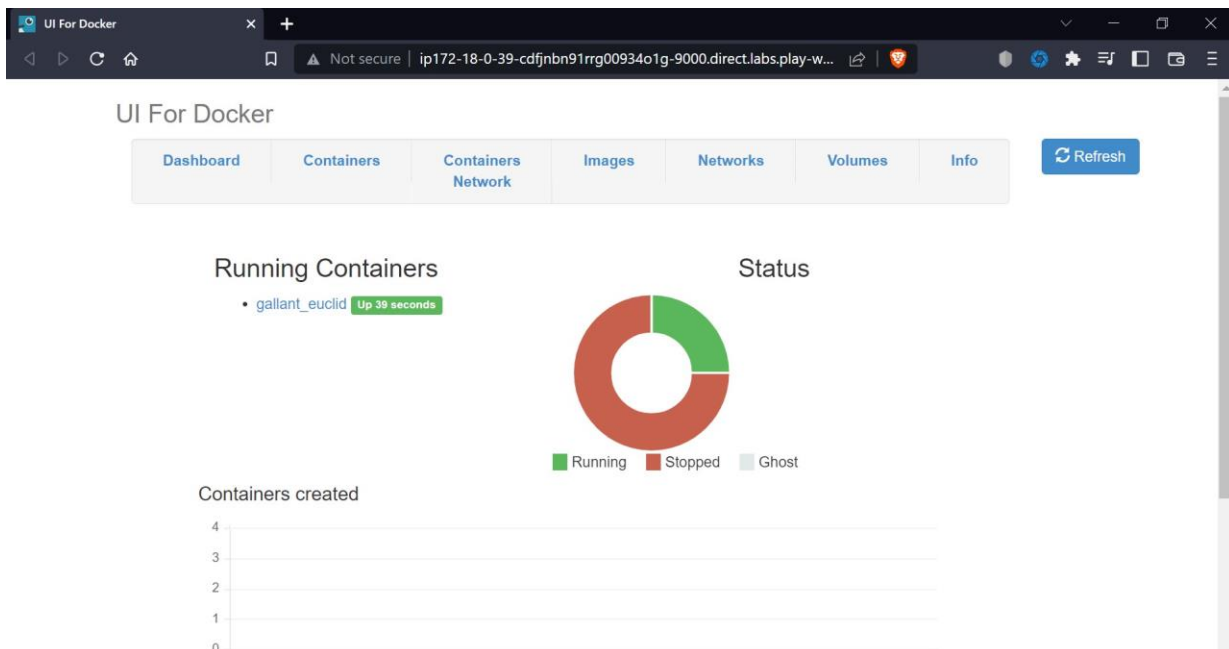 UI For Docker
Not secure ip172-18-0-39-cdfjnbn91rrg00934o1g-9000.direct.labs.play-w...
UI For Docker
Dashboard Containers Containers Network Images Networks Volumes Info Refresh
Running Containers Status
gallant_euclid Up 39 seconds
Running Stopped Ghost
Containers created
4
3
2
1
0